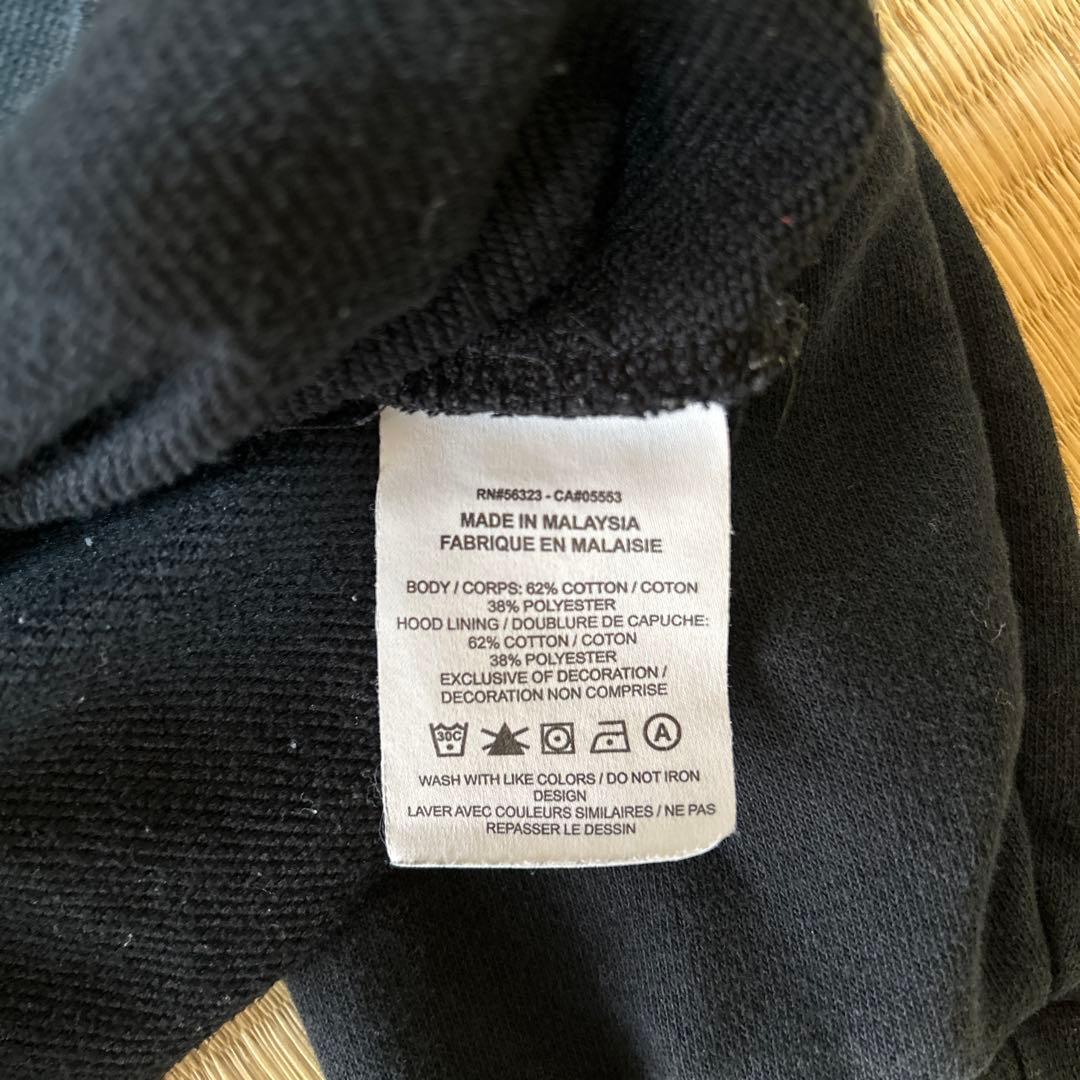 RN#56323 - CA#05553
MADE IN MALAYSIA
FABRIQUE EN MALAISIE
BODY / CORPS: 62% COTTON / COTON
38% POLYESTER
HOOD LINING / DOUBLURE DE CAPUCHE:
62% COTTON / COTON
38% POLYESTER
EXCLUSIVE OF DECORATION /
DECORATION NON COMPRISE
30C A
WASH WITH LIKE COLORS / DO NOT IRON
DESIGN
LAVER AVEC COULEURS SIMILAIRES / NE PAS
REPASSER LE DESSIN